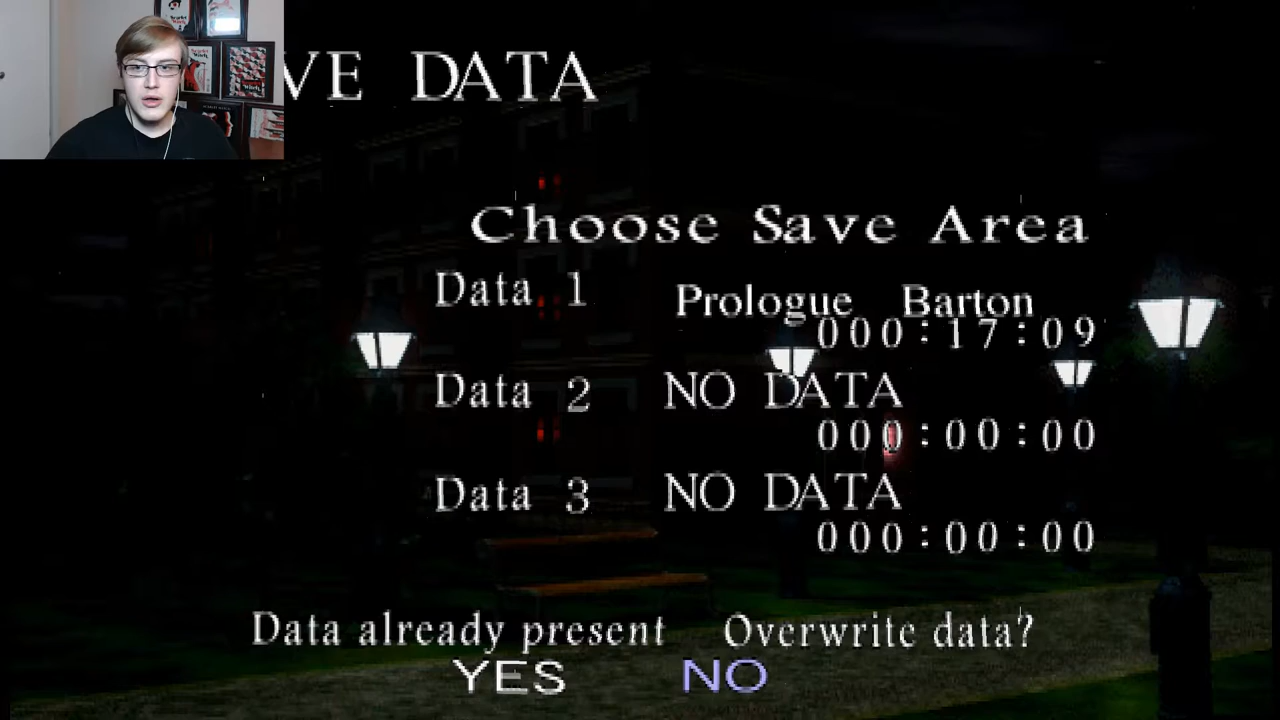 VE DATA
Choose Save Area
Data 1 Prologue Barton
000:17:09
Data 2 NO DATA
000:00:00
Data 3 NO DATA
000:00:00
Data already present Overwrite data?
YES NO